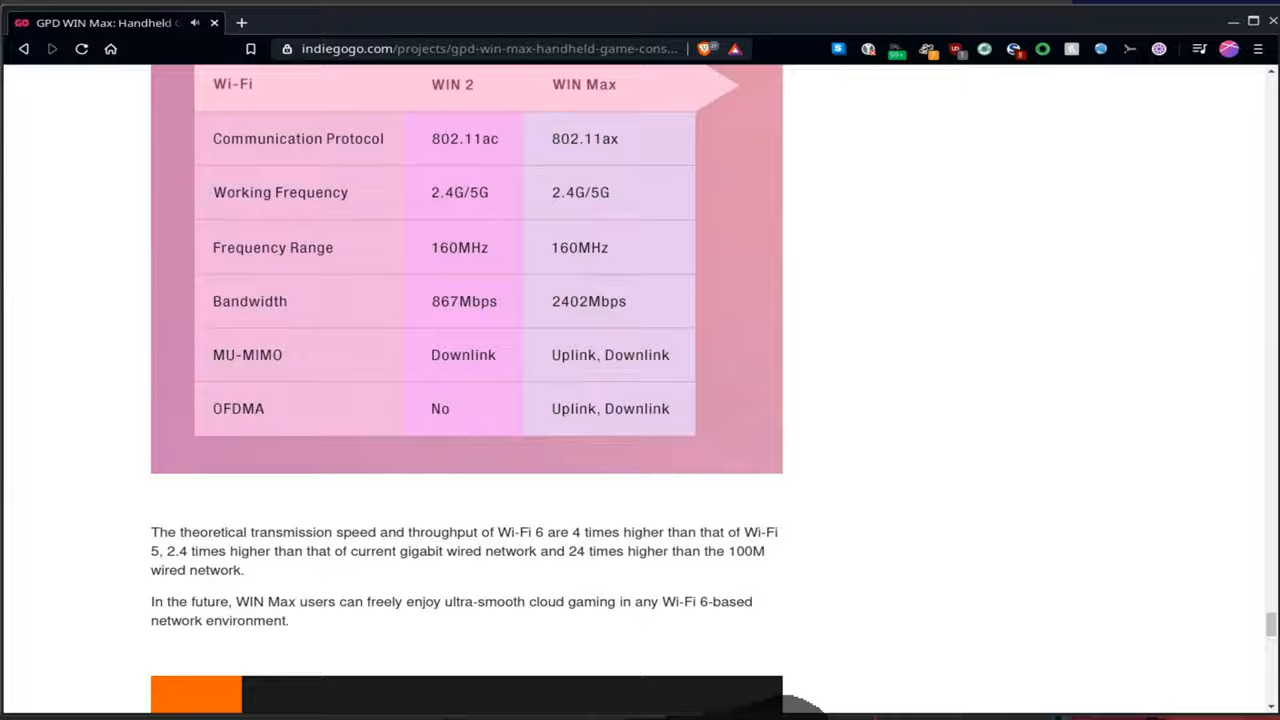 GO GPD WIN Max: Handheld G
indiegogo.com/projects/gpd-win-max-handheld-game-cons...
Wi-Fi WIN 2 WIN Max
Communication Protocol 802.11ac 802.11ax
Working Frequency 2.4G/5G 2.4G/5G
Frequency Range 160MHz 160MHz
Bandwidth 867Mbps 2402Mbps
MU-MIMO Downlink Uplink, Downlink
OFDMA No Uplink, Downlink
The theoretical transmission speed and throughput of Wi-Fi 6 are 4 times higher than that of Wi-Fi
5, 2.4 times higher than that of current gigabit wired network and 24 times higher than the 100M
wired network.
In the future, WIN Max users can freely enjoy ultra-smooth cloud gaming in any Wi-Fi 6-based
network environment.